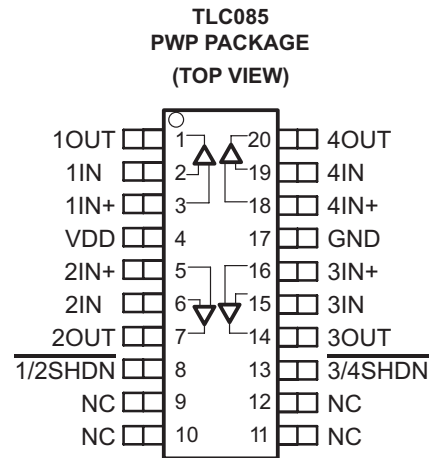 TLC085
PWP PACKAGE
(TOP VIEW)
1OUT 1 20 4OUT
1IN 2 19 4IN
1IN+ 3 18 4IN+
VDD 4 17 GND
2IN+ 5 16 3IN+
2IN 6 15 3IN
2OUT 7 14 3OUT
1/2SHDN 8 13 3/4SHDN
NC 9 12 NC
NC 10 11 NC